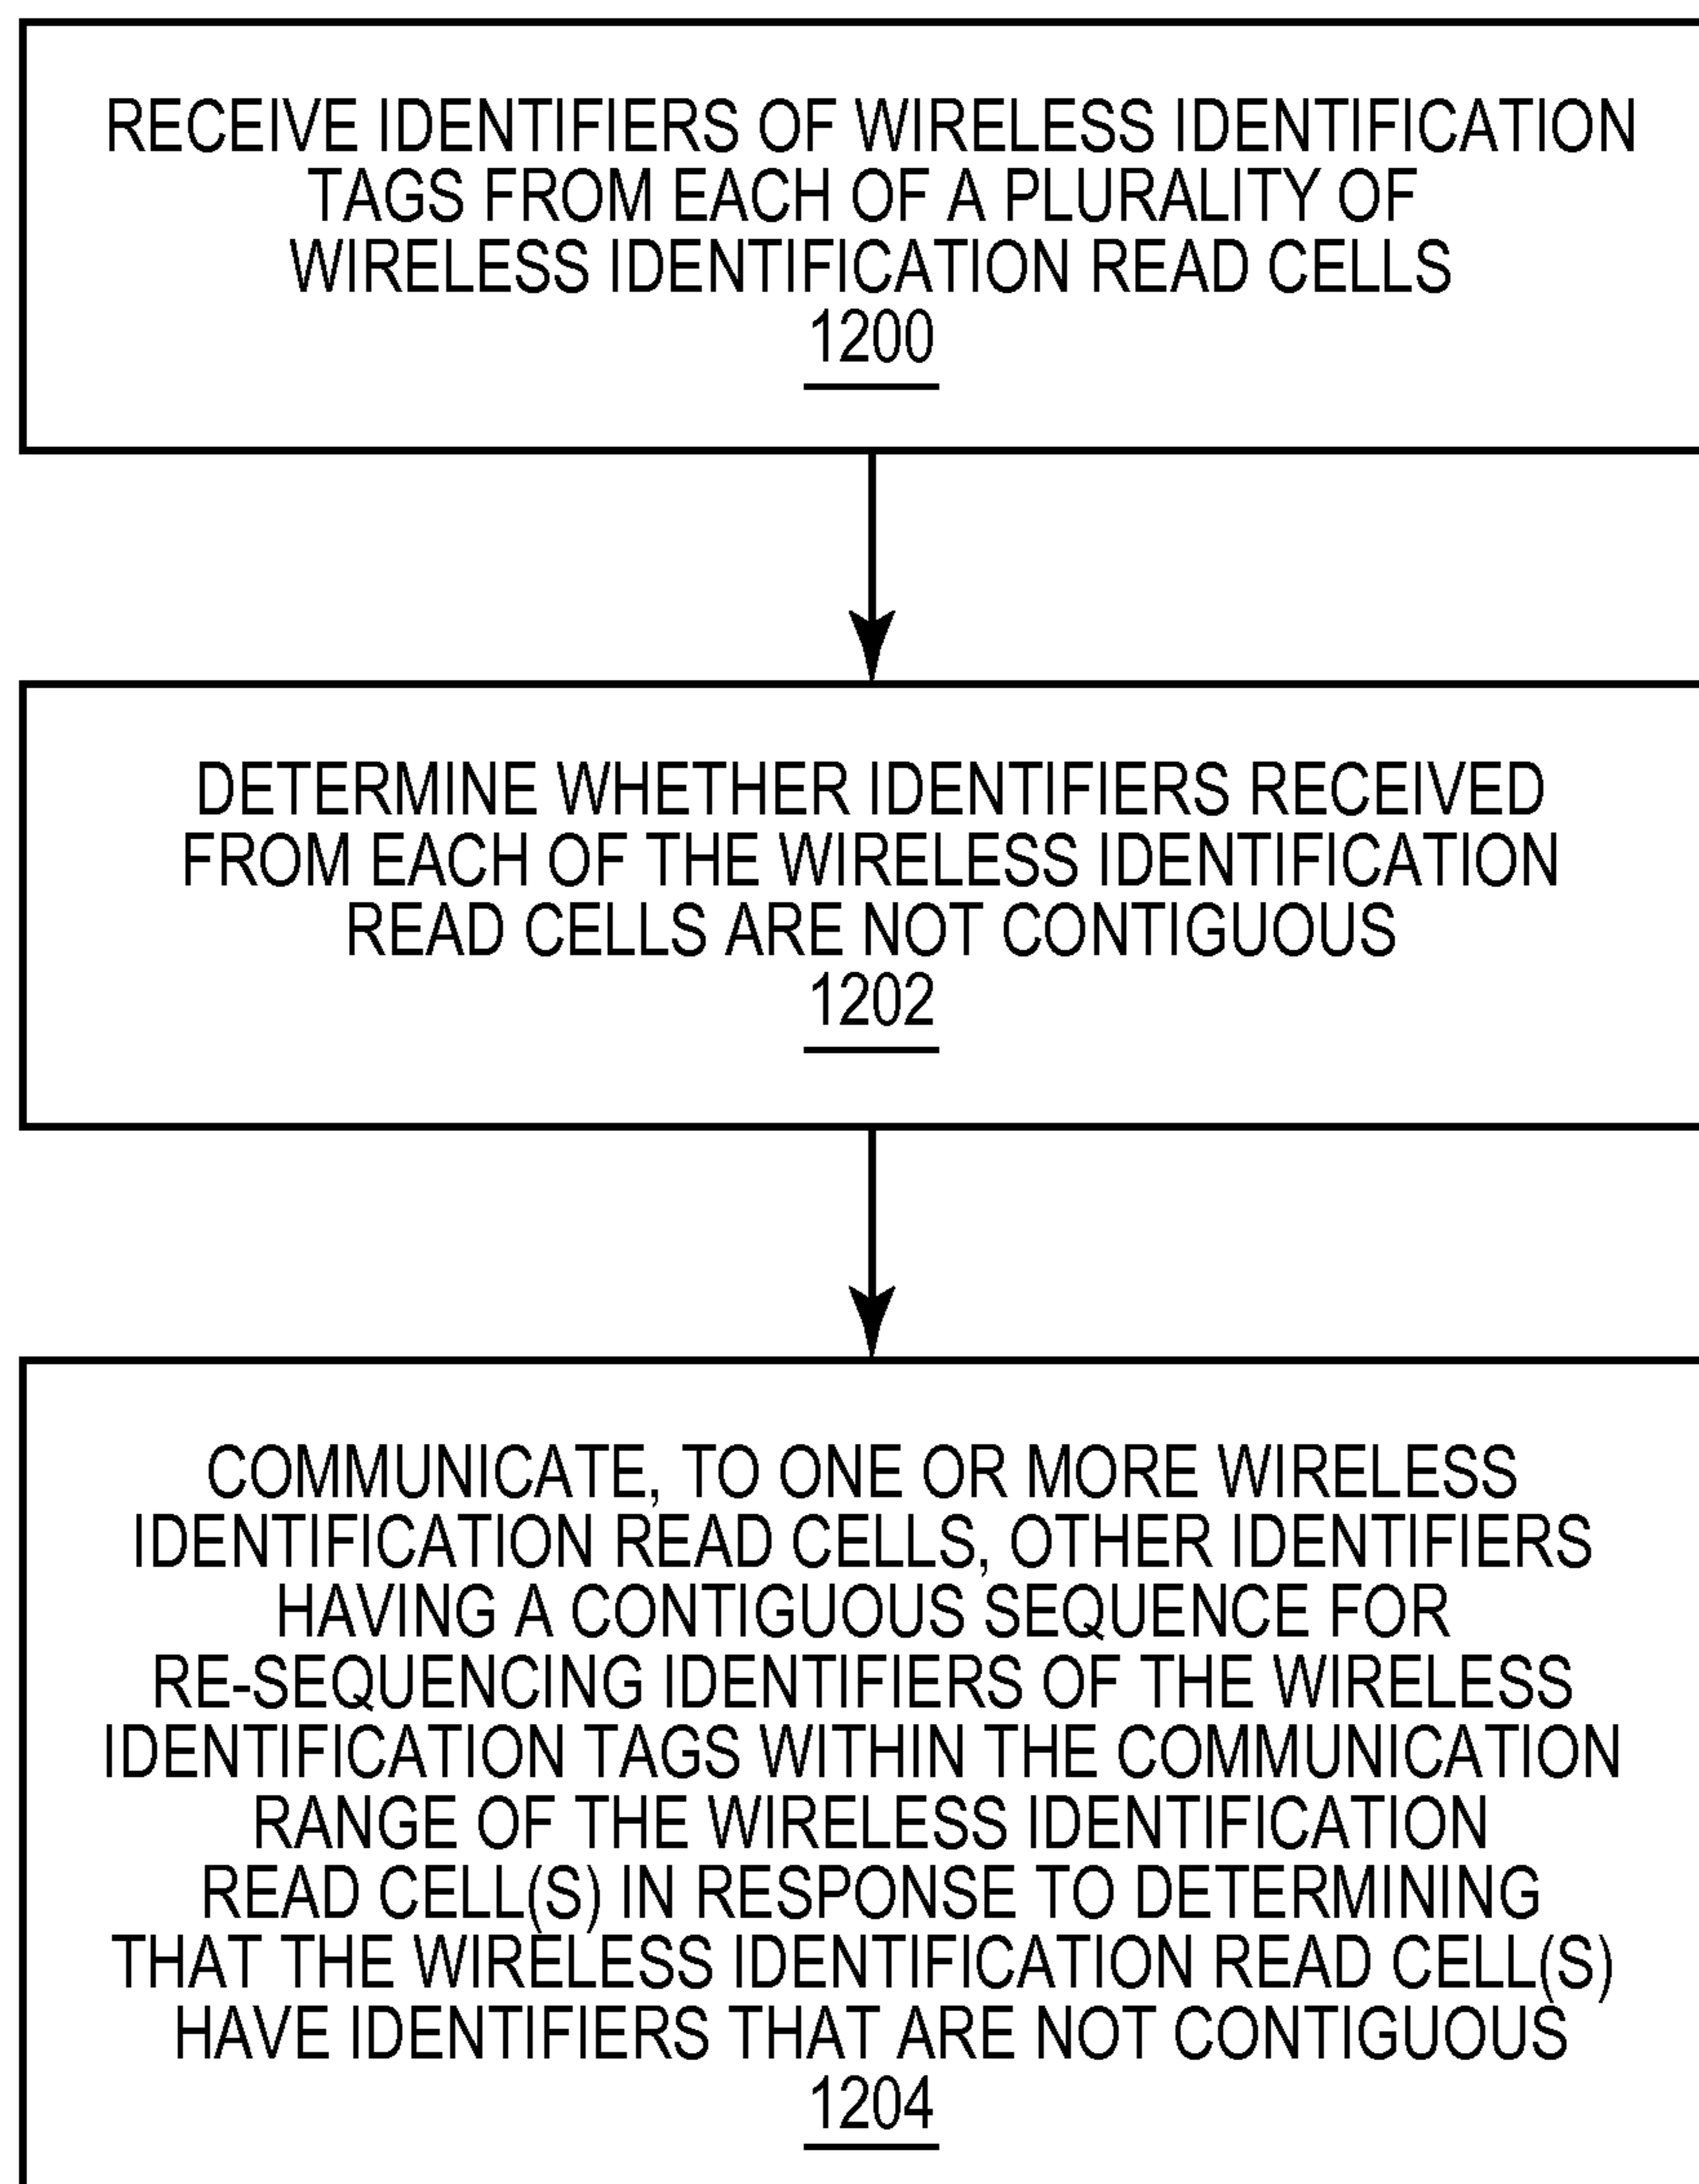 RECEIVE IDENTIFIERS OF WIRELESS IDENTIFICATION
TAGS FROM EACH OF A PLURALITY OF
WIRELESS IDENTIFICATION READ CELLS
1200
DETERMINE WHETHER IDENTIFIERS RECEIVED
FROM EACH OF THE WIRELESS IDENTIFICATION
READ CELLS ARE NOT CONTIGUOUS
1202
COMMUNICATE, TO ONE OR MORE WIRELESS
IDENTIFICATION READ CELLS, OTHER IDENTIFIERS
HAVING A CONTIGUOUS SEQUENCE FOR
RE-SEQUENCING IDENTIFIERS OF THE WIRELESS
IDENTIFICATION TAGS WITHIN THE COMMUNICATION
RANGE OF THE WIRELESS IDENTIFICATION
READ CELL(S) IN RESPONSE TO DETERMINING
THAT THE WIRELESS IDENTIFICATION READ CELL(S)
HAVE IDENTIFIERS THAT ARE NOT CONTIGUOUS
1204